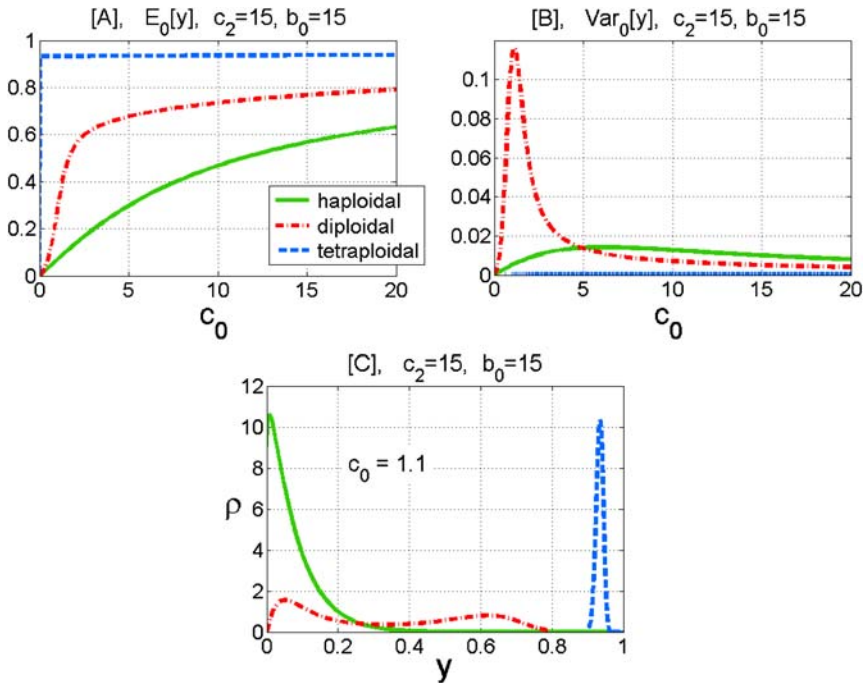 [A], E₀[y] c₂=15, b₀=15
1
0.8
0.6
0.4
0.2
0
0 5 10 15 20
c₀
haploidal
diploidal
tetraploidal
[B], Var₀[y], c₂=15, b₀=15
0.1
0.08
0.06
0.04
0.02
0
0 5 10 15 20
c₀
[C], c₂=15, b₀=15
12
10
8
6
4
2
0
ρ
c₀ = 1.1
0 0.2 0.4 0.6 0.8 1
y